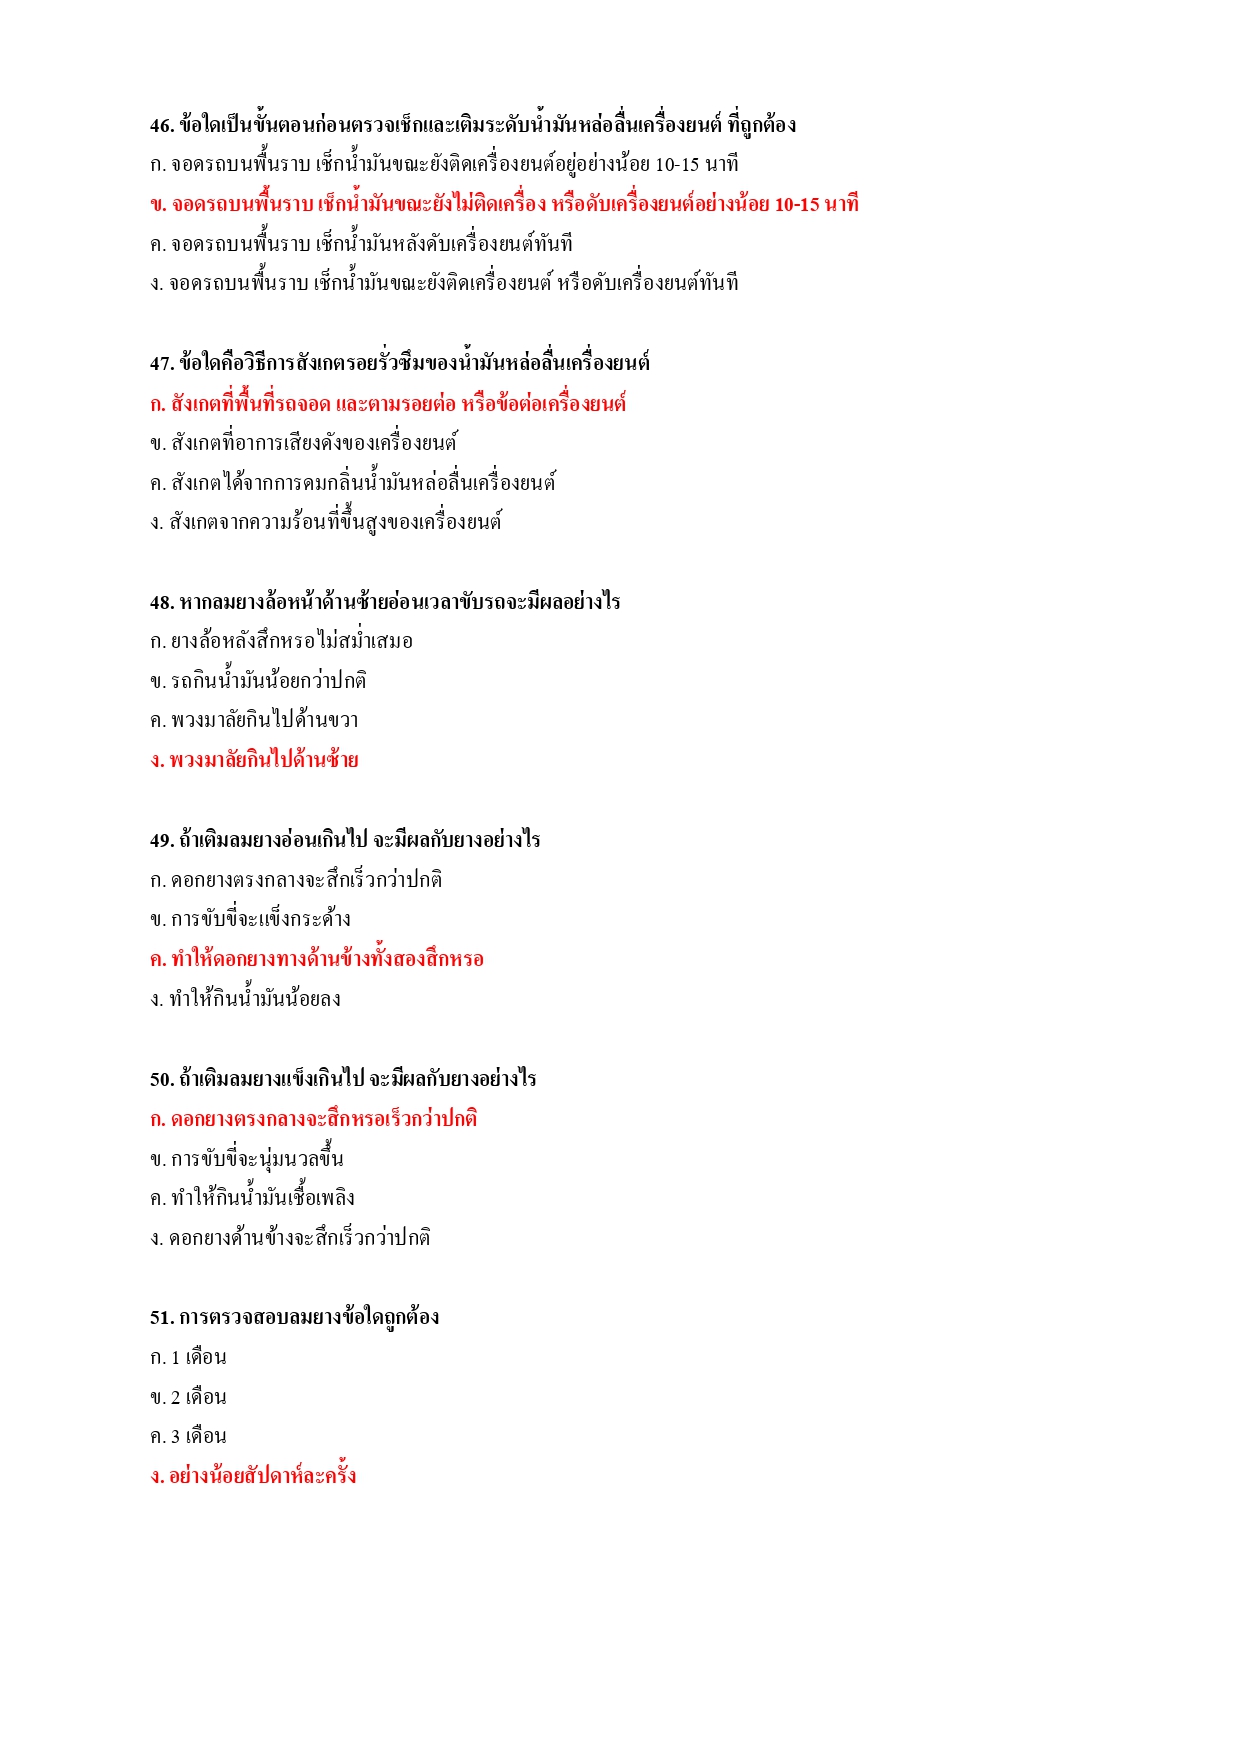 46. ข้อใดเป็นขั้นตอนก่อนตรวจเช็กและเติมระดับน้ำมันหล่อลื่นเครื่องยนต์ ที่ถูกต้อง
ก. จอดรถบนพื้นราบ เช็กน้ำมันขณะยังติดเครื่องยนต์อยู่อย่างน้อย 10-15 นาที
ข. จอดรถบนพื้นราบ เช็กน้ำมันขณะยังไม่ติดเครื่อง หรือดับเครื่องยนต์อย่างน้อย 10-15 นาที
ค. จอดรถบนพื้นราบ เช็กน้ำมันหลังดับเครื่องยนต์ทันที
ง. จอดรถบนพื้นราบ เช็กน้ำมันขณะยังติดเครื่องยนต์ หรือดับเครื่องยนต์ทันที
47. ข้อใดคือวิธีการสังเกตรอยรั่วซึมของน้ำมันหล่อลื่นเครื่องยนต์
ก. สังเกตที่พื้นที่รถจอด และตามรอยต่อ หรือข้อต่อเครื่องยนต์
ข. สังเกตที่อาการเสียงดังของเครื่องยนต์
ค. สังเกตได้จากการดมกลิ่นน้ำมันหล่อลื่นเครื่องยนต์
ง. สังเกตจากความร้อนที่ขึ้นสูงของเครื่องยนต์
48. หากลมยางล้อหน้าด้านซ้ายอ่อนเวลาขับรถจะมีผลอย่างไร
ก. ยางล้อหลังสึกหรอไม่สม่ำเสมอ
ข. รถกินน้ำมันน้อยกว่าปกติ
ค. พวงมาลัยกินไปด้านขวา
ง. พวงมาลัยกินไปด้านซ้าย
49. ถ้าเติมลมยางอ่อนเกินไป จะมีผลกับยางอย่างไร
ก. ดอกยางตรงกลางจะสึกเร็วกว่าปกติ
ข. การขับขี่จะแข็งกระด้าง
ค. ทำให้ดอกยางทางด้านข้างทั้งสองสึกหรอ
ง. ทำให้กินน้ำมันน้อยลง
50. ถ้าเติมลมยางแข็งเกินไป จะมีผลกับยางอย่างไร
ก. ดอกยางตรงกลางจะสึกหรอเร็วกว่าปกติ
ข. การขับขี่จะนุ่มนวลขึ้น
ค. ทำให้กินน้ำมันเชื้อเพลิง
ง. ดอกยางด้านข้างจะสึกเร็วกว่าปกติ
51. การตรวจสอบลมยางข้อใดถูกต้อง
ก. 1 เดือน
ข. 2 เดือน
ค. 3 เดือน
ง. อย่างน้อยสัปดาห์ละครั้ง